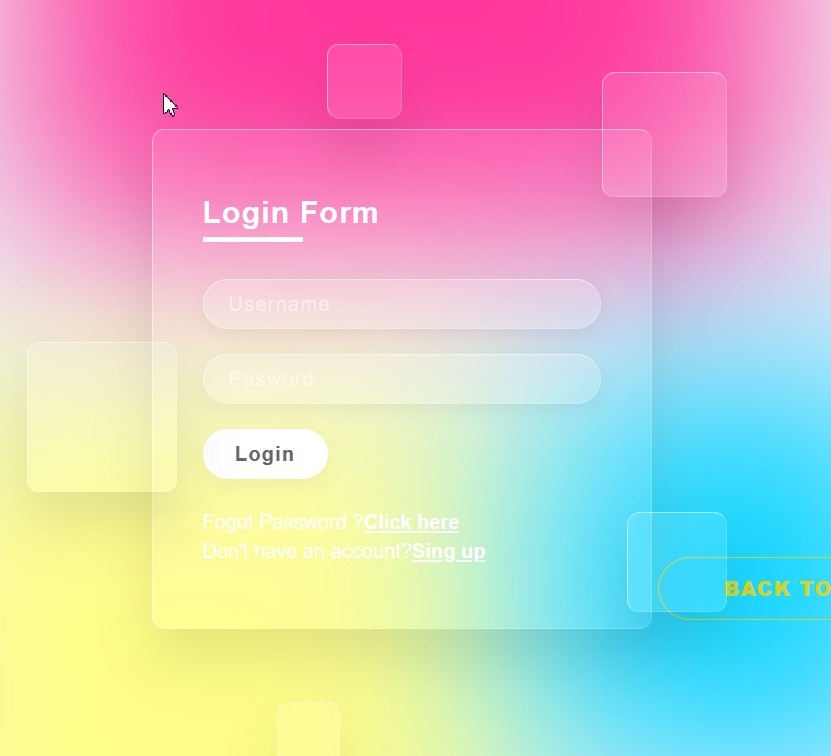 Login Form
Username
Pasword
Login
Fogot Password ?Click here
Don't have an account?Sing up
BACK TO